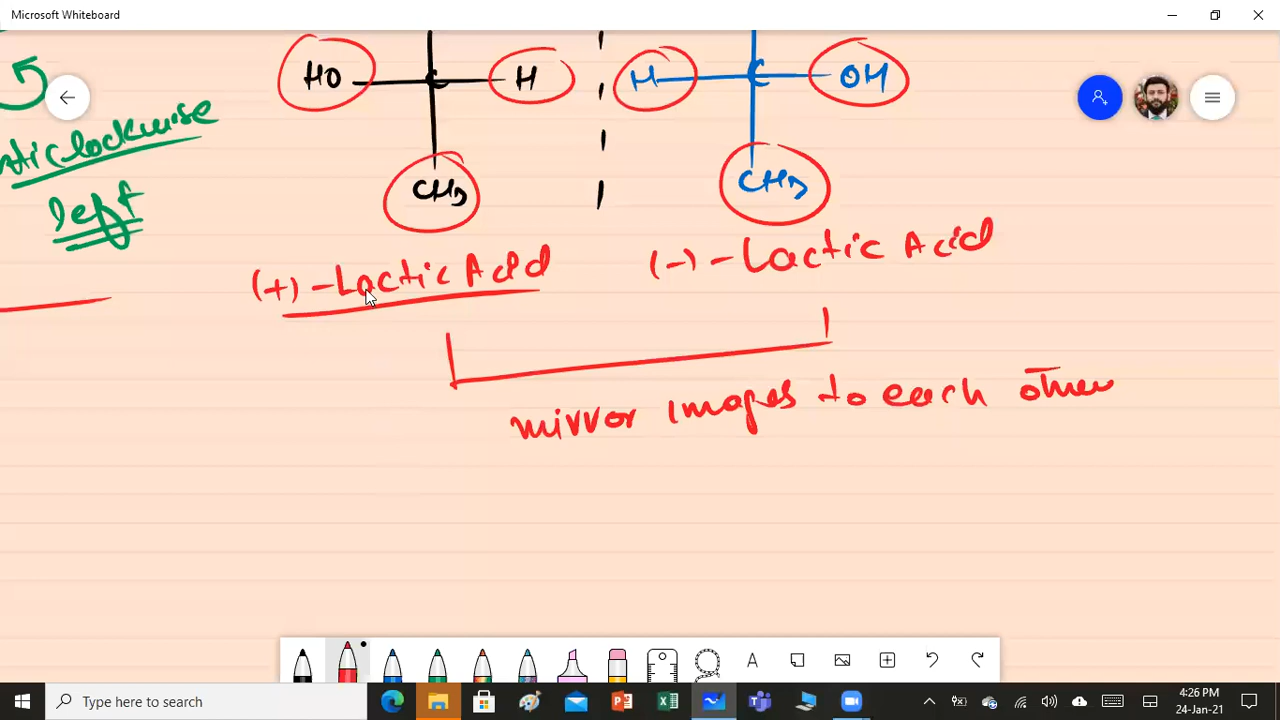 Microsoft Whiteboard
HO C H H C OH
anticlockwise
left
CH3 CH3
(+)-Lactic Acid (-)-Lactic Acid
mirror images to each other
A
Type here to search
4:26 PM
24-Jan-21